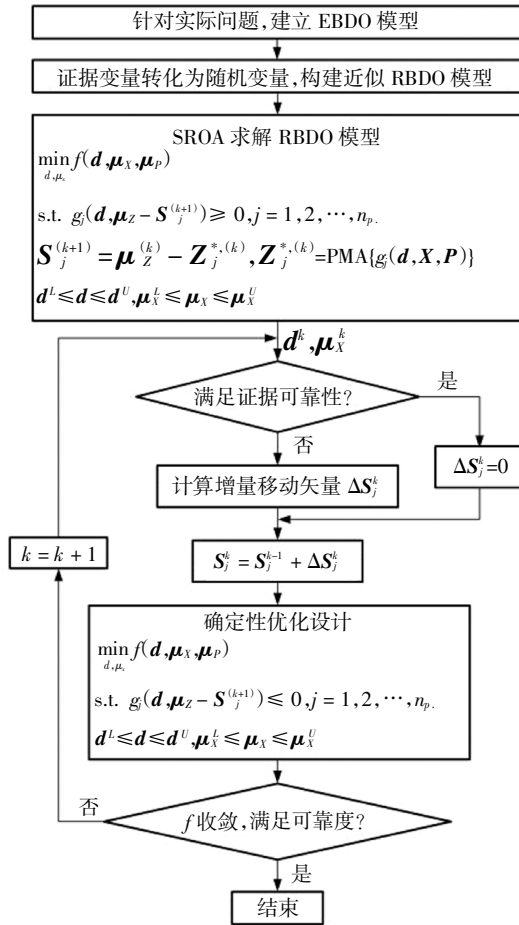 针对实际问题,建立 EBDO 模型
证据变量转化为随机变量,构建近似 RBDO 模型
SROA 求解 RBDO 模型
min f(d,μ_X,μ_P)
d,μ_x
s.t. g_j(d,μ_Z − S_j^(k+1)) ≥ 0,j = 1,2,…,n_p.
S_j^(k+1) = μ_Z^(k) − Z_j^*,(k), Z_j^*,(k)=PMA{g_j(d,X,P)}
d^L ≤ d ≤ d^U,μ_X^L ≤ μ_X ≤ μ_X^U
d^k,μ_X^k
满足证据可靠性?
是
否
ΔS_j^k=0
计算增量移动矢量 ΔS_j^k
k = k + 1
S_j^k = S_j^k-1 + ΔS_j^k
确定性优化设计
min f(d,μ_X,μ_P)
d,μ_x
s.t. g_j(d,μ_Z − S_j^(k+1)) ≤ 0,j = 1,2,…,n_p.
d^L ≤ d ≤ d^U,μ_X^L ≤ μ_X ≤ μ_X^U
否
f 收敛,满足可靠度?
是
结束